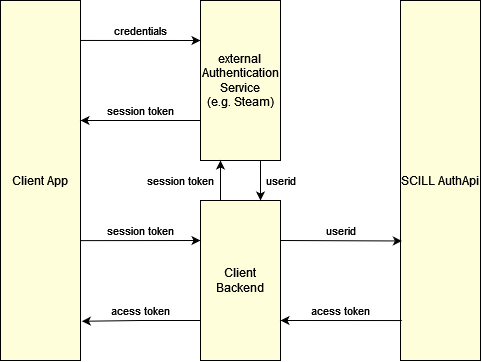 credentials
external
Authentication
Service
(e.g. Steam)
session token
Client App
SCILL AuthApi
session token
userid
session token
userid
Client
Backend
acess token
acess token